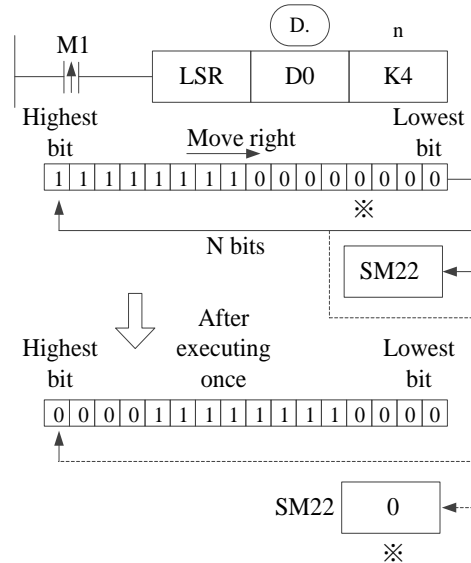 D.
n
M1
LSR D0 K4
Highest bit
Move right
Lowest bit
1 1 1 1 1 1 1 1 0 0 0 0 0 0 0 0
※
N bits
SM22
After executing once
Highest bit
Lowest bit
0 0 0 0 1 1 1 1 1 1 1 1 0 0 0 0
SM22 0
※